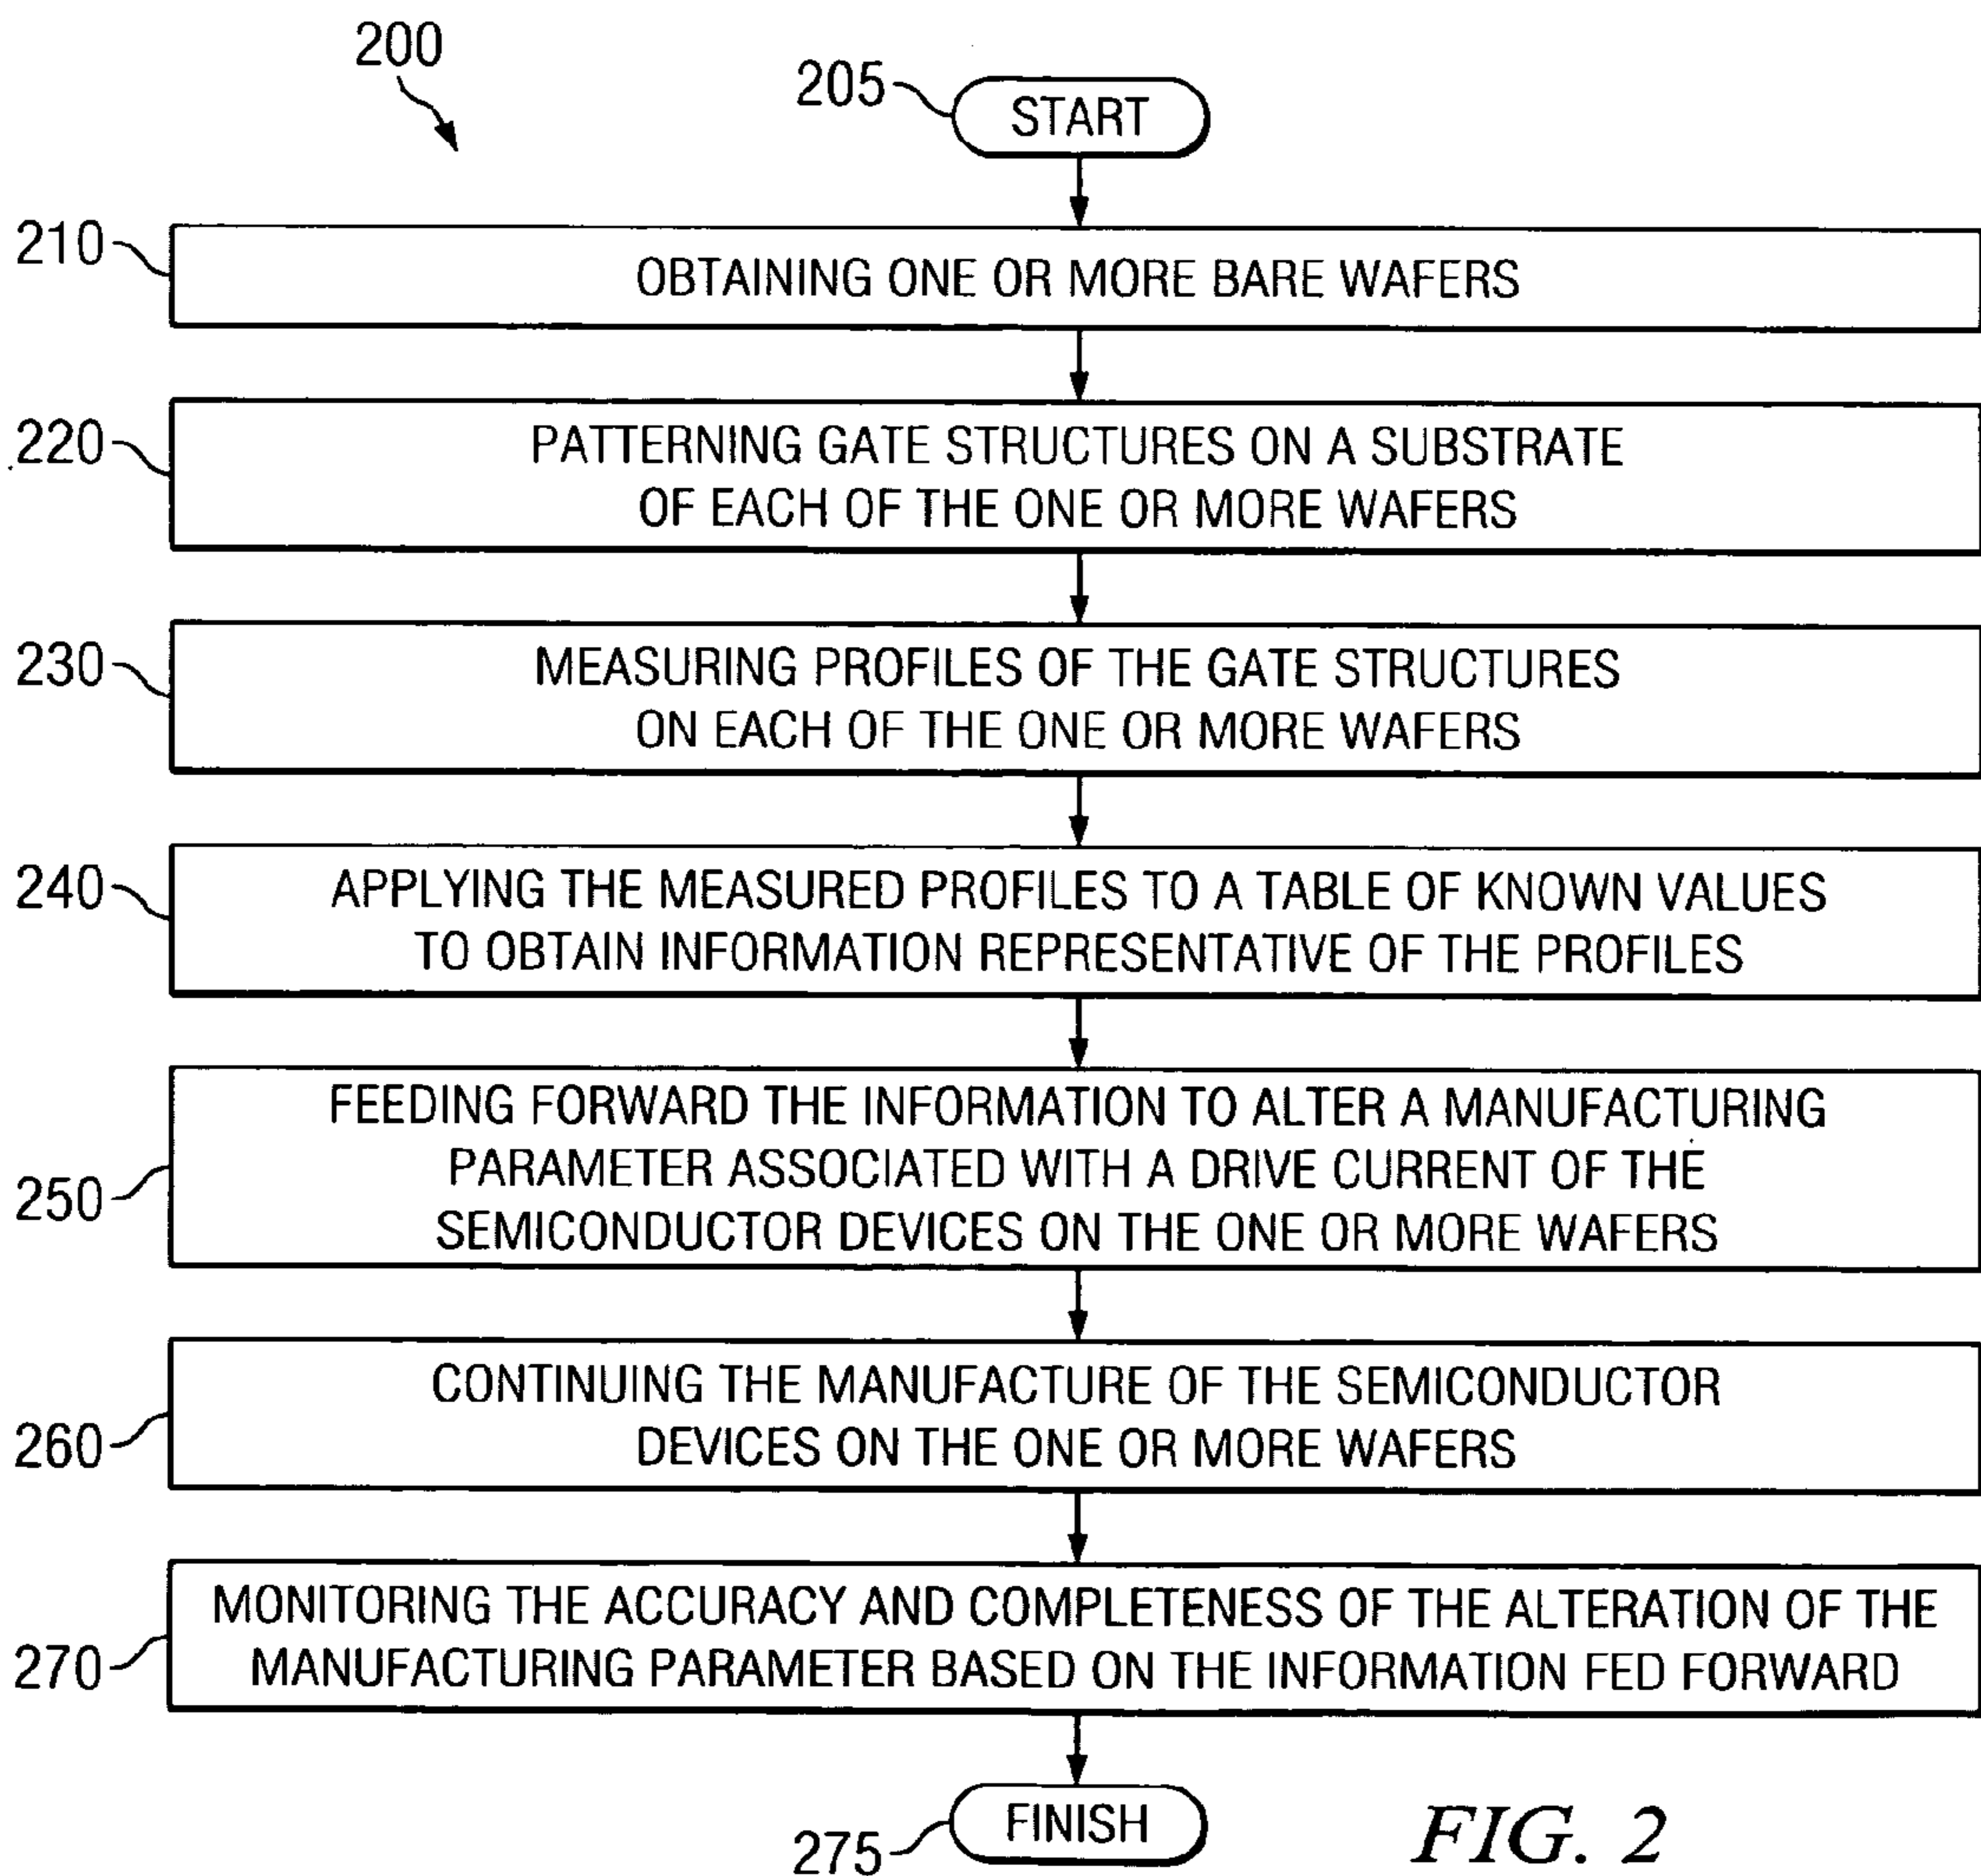 200
205
START
210
OBTAINING ONE OR MORE BARE WAFERS
220
PATTERNING GATE STRUCTURES ON A SUBSTRATE
OF EACH OF THE ONE OR MORE WAFERS
230
MEASURING PROFILES OF THE GATE STRUCTURES
ON EACH OF THE ONE OR MORE WAFERS
240
APPLYING THE MEASURED PROFILES TO A TABLE OF KNOWN VALUES
TO OBTAIN INFORMATION REPRESENTATIVE OF THE PROFILES
250
FEEDING FORWARD THE INFORMATION TO ALTER A MANUFACTURING
PARAMETER ASSOCIATED WITH A DRIVE CURRENT OF THE
SEMICONDUCTOR DEVICES ON THE ONE OR MORE WAFERS
260
CONTINUING THE MANUFACTURE OF THE SEMICONDUCTOR
DEVICES ON THE ONE OR MORE WAFERS
270
MONITORING THE ACCURACY AND COMPLETENESS OF THE ALTERATION OF THE
MANUFACTURING PARAMETER BASED ON THE INFORMATION FED FORWARD
275
FINISH
FIG. 2